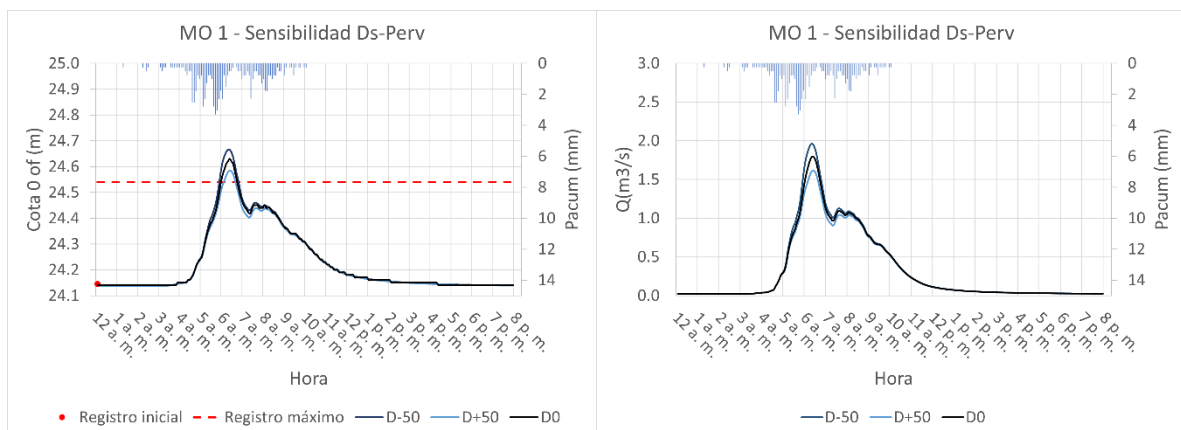 MO 1 - Sensibilidad Ds-Perv
25.0
24.9
24.8
24.7
24.6
24.5
24.4
24.3
24.2
24.1
Cota 0 of (m)
0
2
4
6
8
10
12
14
Pacum (mm)
12 a. m.
1 a. m.
2 a. m.
3 a. m.
4 a. m.
5 a. m.
6 a. m.
7 a. m.
8 a. m.
9 a. m.
10 a. m.
11 a. m.
12 p. m.
1 p. m.
2 p. m.
3 p. m.
4 p. m.
5 p. m.
6 p. m.
7 p. m.
8 p. m.
Hora
Registro inicial
Registro máximo
D-50
D+50
D0
MO 1 - Sensibilidad Ds-Perv
3.0
2.5
2.0
1.5
1.0
0.5
0.0
Q(m3/s)
0
2
4
6
8
10
12
14
Pacum (mm)
12 a. m.
1 a. m.
2 a. m.
3 a. m.
4 a. m.
5 a. m.
6 a. m.
7 a. m.
8 a. m.
9 a. m.
10 a. m.
11 a. m.
12 p. m.
1 p. m.
2 p. m.
3 p. m.
4 p. m.
5 p. m.
6 p. m.
7 p. m.
8 p. m.
Hora
D-50
D+50
D0